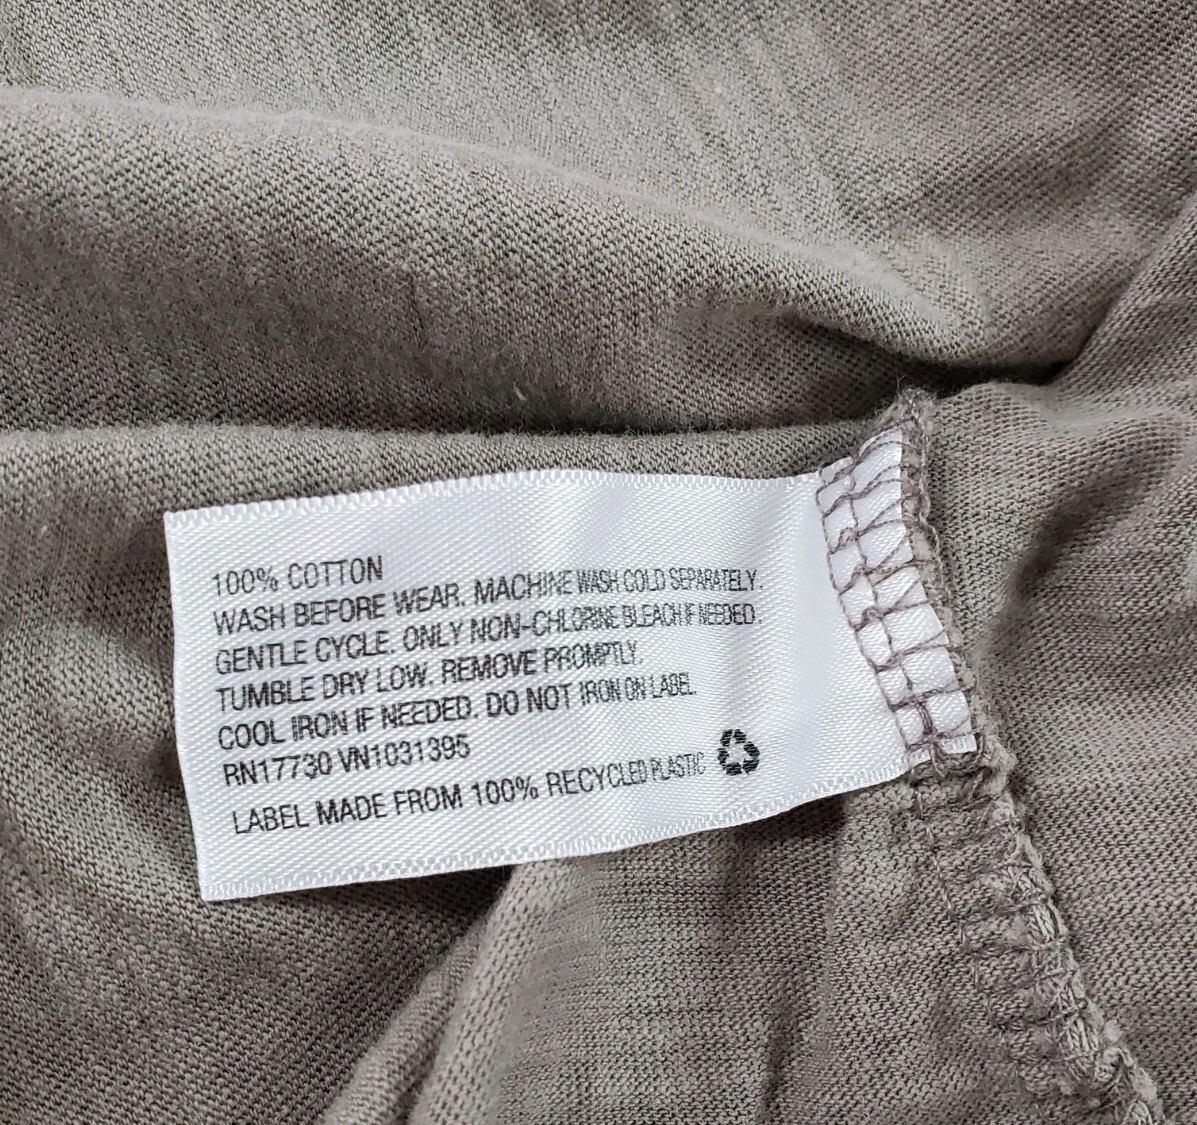 100% COTTON
WASH BEFORE WEAR. MACHINE WASH COLD SEPARATELY.
GENTLE CYCLE. ONLY NON-CHLORINE BLEACH IF NEEDED.
TUMBLE DRY LOW. REMOVE PROMPTLY.
COOL IRON IF NEEDED. DO NOT IRON ON LABEL.
RN17730 VN1031395
LABEL MADE FROM 100% RECYCLED PLASTIC